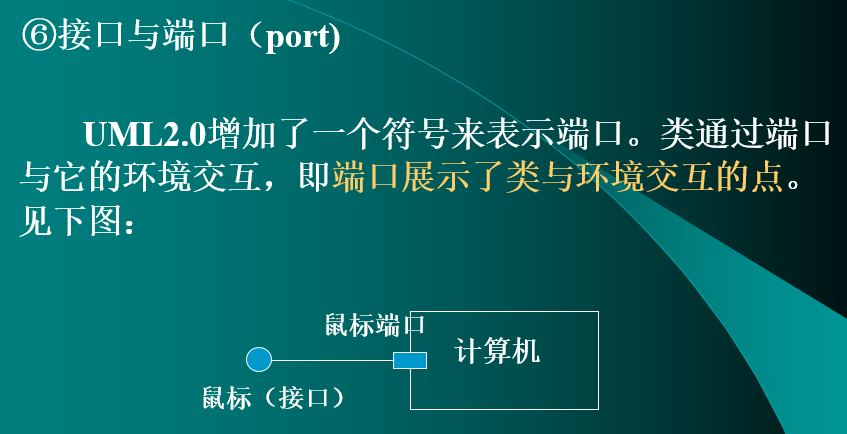 ⑥接口与端口（port)
UML2.0增加了一个符号来表示端口。类通过端口
与它的环境交互，即端口展示了类与环境交互的点。
见下图：
鼠标端口
计算机
鼠标（接口）